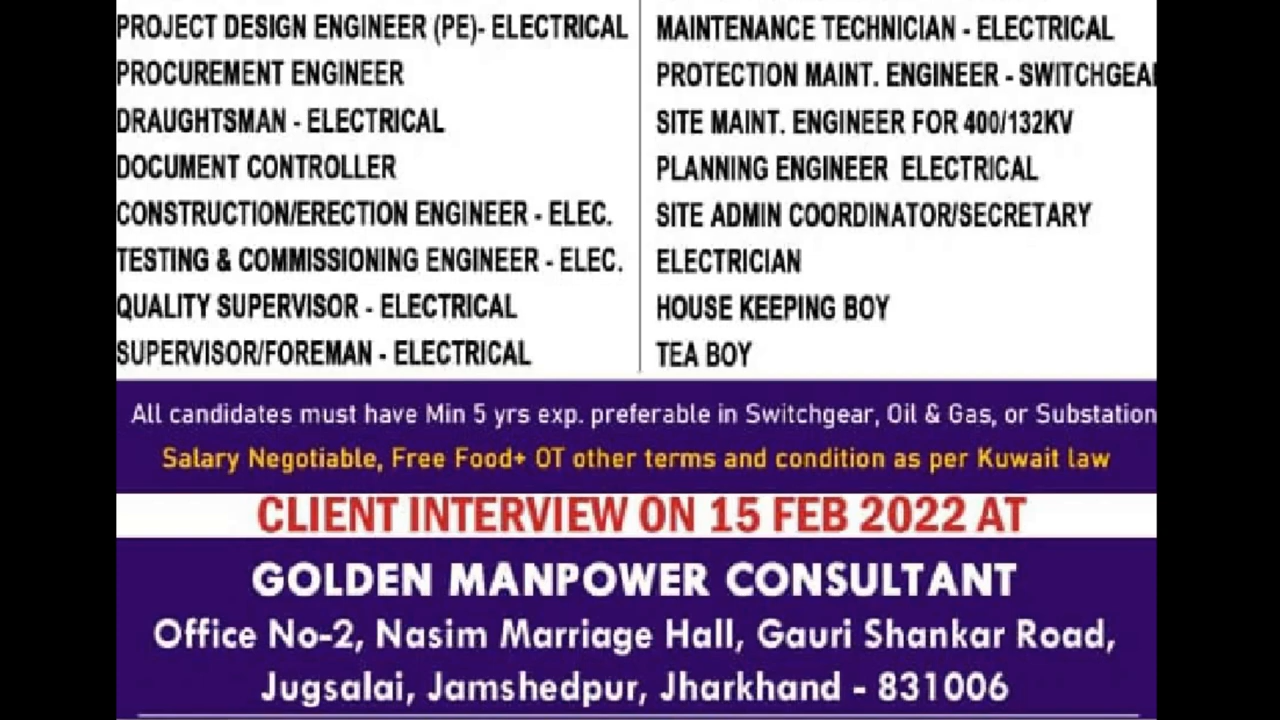 PROJECT DESIGN ENGINEER (PE)- ELECTRICAL
PROCUREMENT ENGINEER
DRAUGHTSMAN - ELECTRICAL
DOCUMENT CONTROLLER
CONSTRUCTION/ERECTION ENGINEER - ELEC.
TESTING & COMMISSIONING ENGINEER - ELEC.
QUALITY SUPERVISOR - ELECTRICAL
SUPERVISOR/FOREMAN - ELECTRICAL
MAINTENANCE TECHNICIAN - ELECTRICAL
PROTECTION MAINT. ENGINEER - SWITCHGEAR
SITE MAINT. ENGINEER FOR 400/132KV
PLANNING ENGINEER ELECTRICAL
SITE ADMIN COORDINATOR/SECRETARY
ELECTRICIAN
HOUSE KEEPING BOY
TEA BOY
All candidates must have Min 5 yrs exp. preferable in Switchgear, Oil & Gas, or Substation
Salary Negotiable, Free Food+ OT other terms and condition as per Kuwait law
CLIENT INTERVIEW ON 15 FEB 2022 AT
GOLDEN MANPOWER CONSULTANT
Office No-2, Nasim Marriage Hall, Gauri Shankar Road,
Jugsalai, Jamshedpur, Jharkhand - 831006